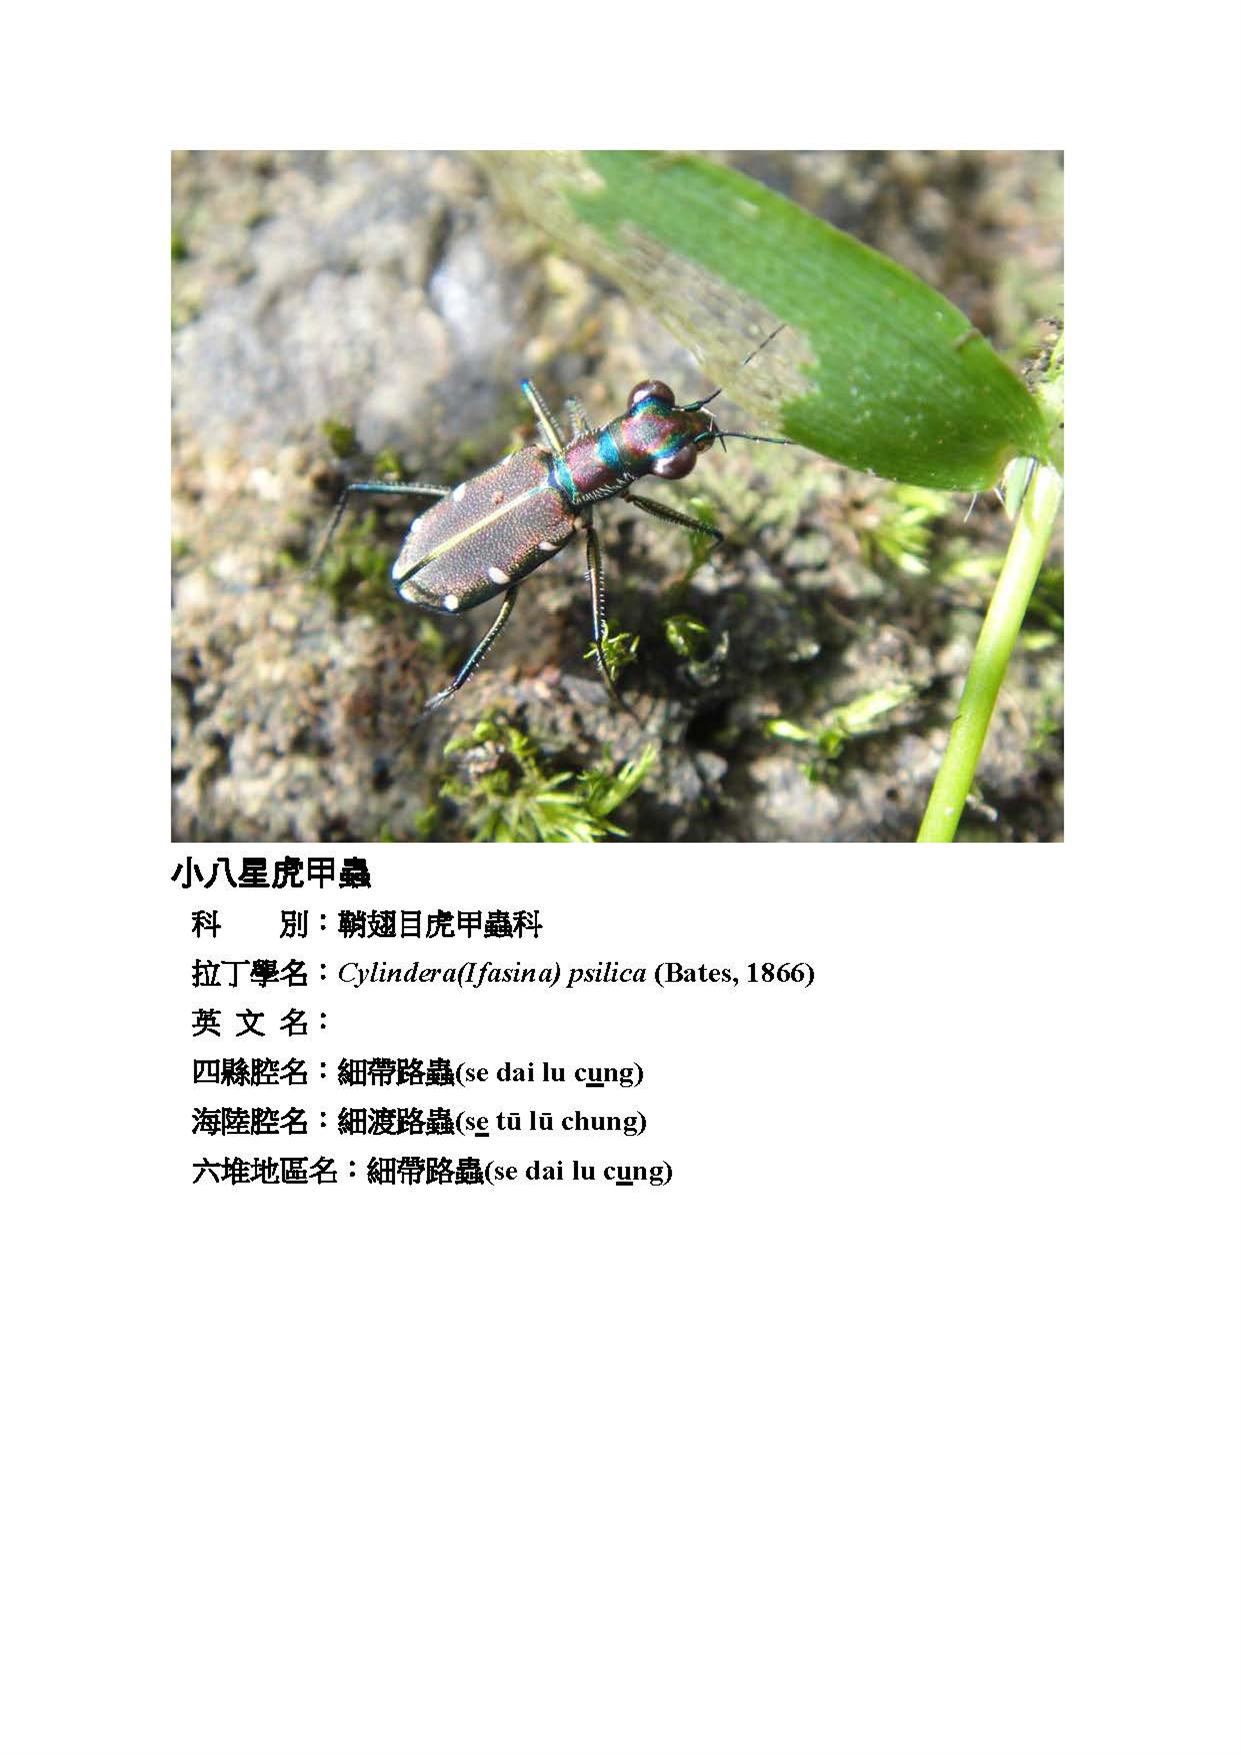 小八星虎甲蟲
科　　別：鞘翅目虎甲蟲科
拉丁學名：Cylindera(Ifasina) psilica (Bates, 1866)
英 文 名：
四縣腔名：細帶路蟲(se dai lu cung)
海陸腔名：細渡路蟲(se tū lū chung)
六堆地區名：細帶路蟲(se dai lu cung)